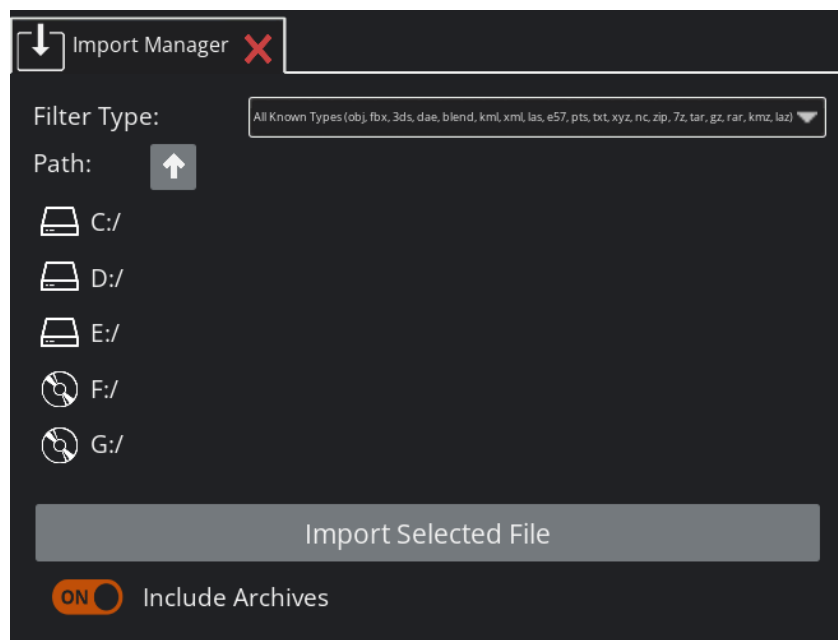 Import Manager
Filter Type: All Known Types (obj, fbx, 3ds, dae, blend, kml, xml, las, e57, pts, txt, xyz, nc, zip, 7z, tar, gz, rar, kmz, laz)
Path:
C:/
D:/
E:/
F:/
G:/
Import Selected File
ON Include Archives